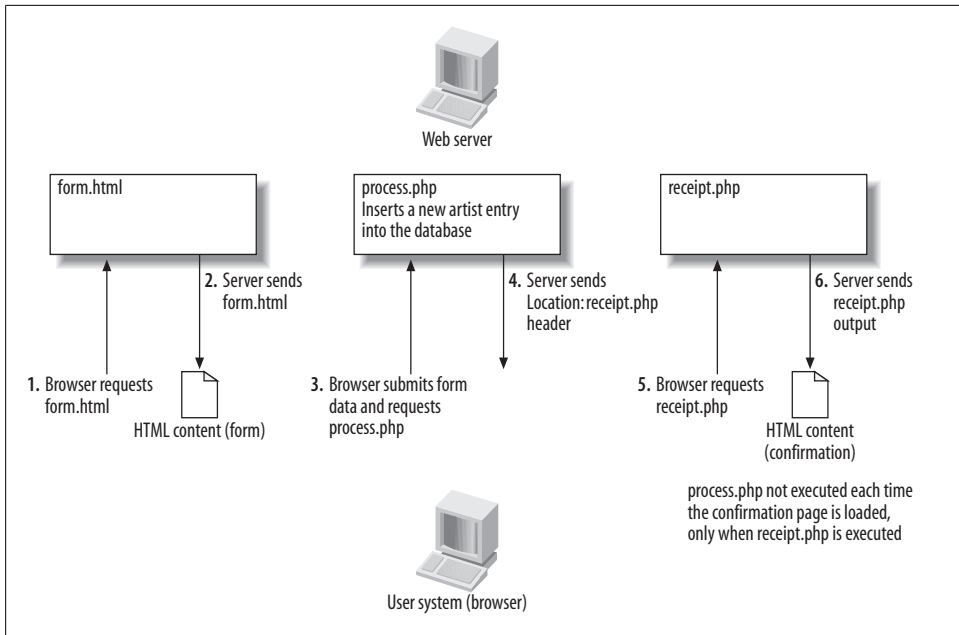 Web server
form.html
process.php
Inserts a new artist entry
into the database
receipt.php
2. Server sends
form.html
4. Server sends
Location: receipt.php
header
6. Server sends
receipt.php
output
1. Browser requests
form.html
HTML content (form)
3. Browser submits form
data and requests
process.php
5. Browser requests
receipt.php
HTML content
(confirmation)
process.php not executed each time
the confirmation page is loaded,
only when receipt.php is executed
User system (browser)